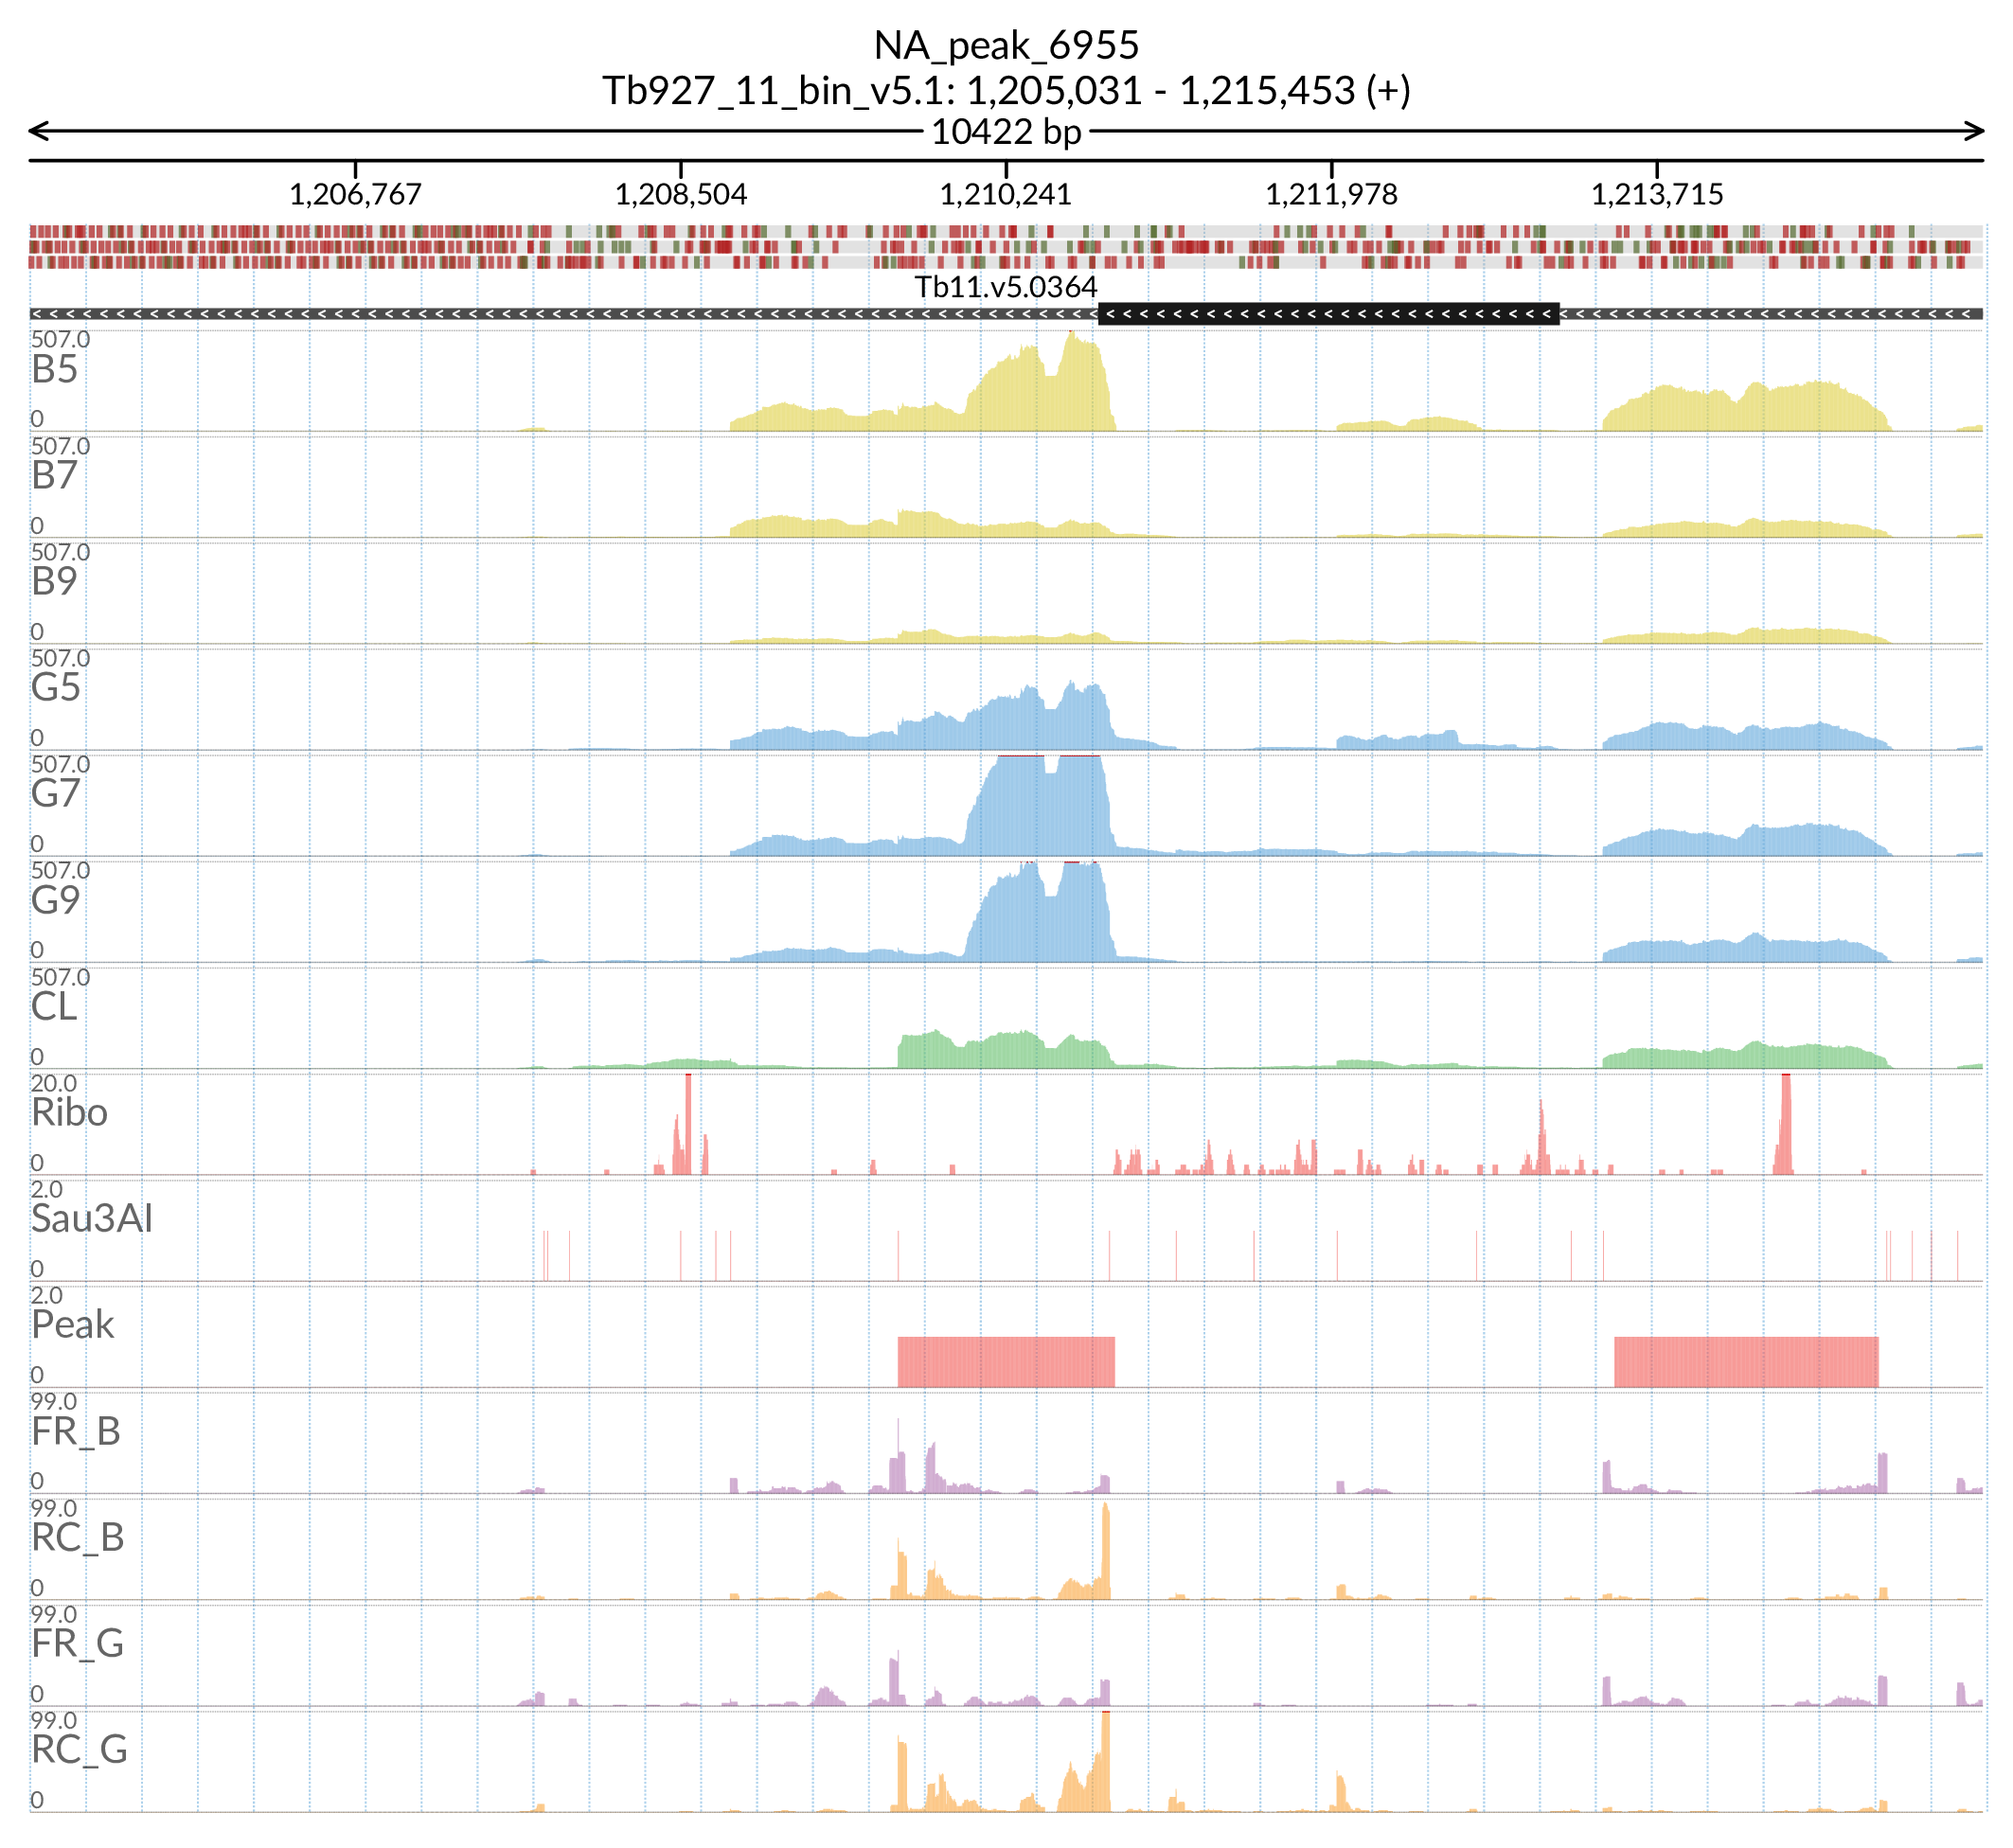 NA_peak_6955
Tb927_11_bin_v5.1: 1,205,031 - 1,215,453 (+)
10422 bp
1,206,767 1,208,504 1,210,241 1,211,978 1,213,715
Tb11.v5.0364
507.0
B5
0
507.0
B7
0
507.0
B9
0
507.0
G5
0
507.0
G7
0
507.0
G9
0
507.0
CL
0
20.0
Ribo
0
2.0
Sau3AI
0
2.0
Peak
0
99.0
FR_B
0
99.0
RC_B
0
99.0
FR_G
0
99.0
RC_G
0